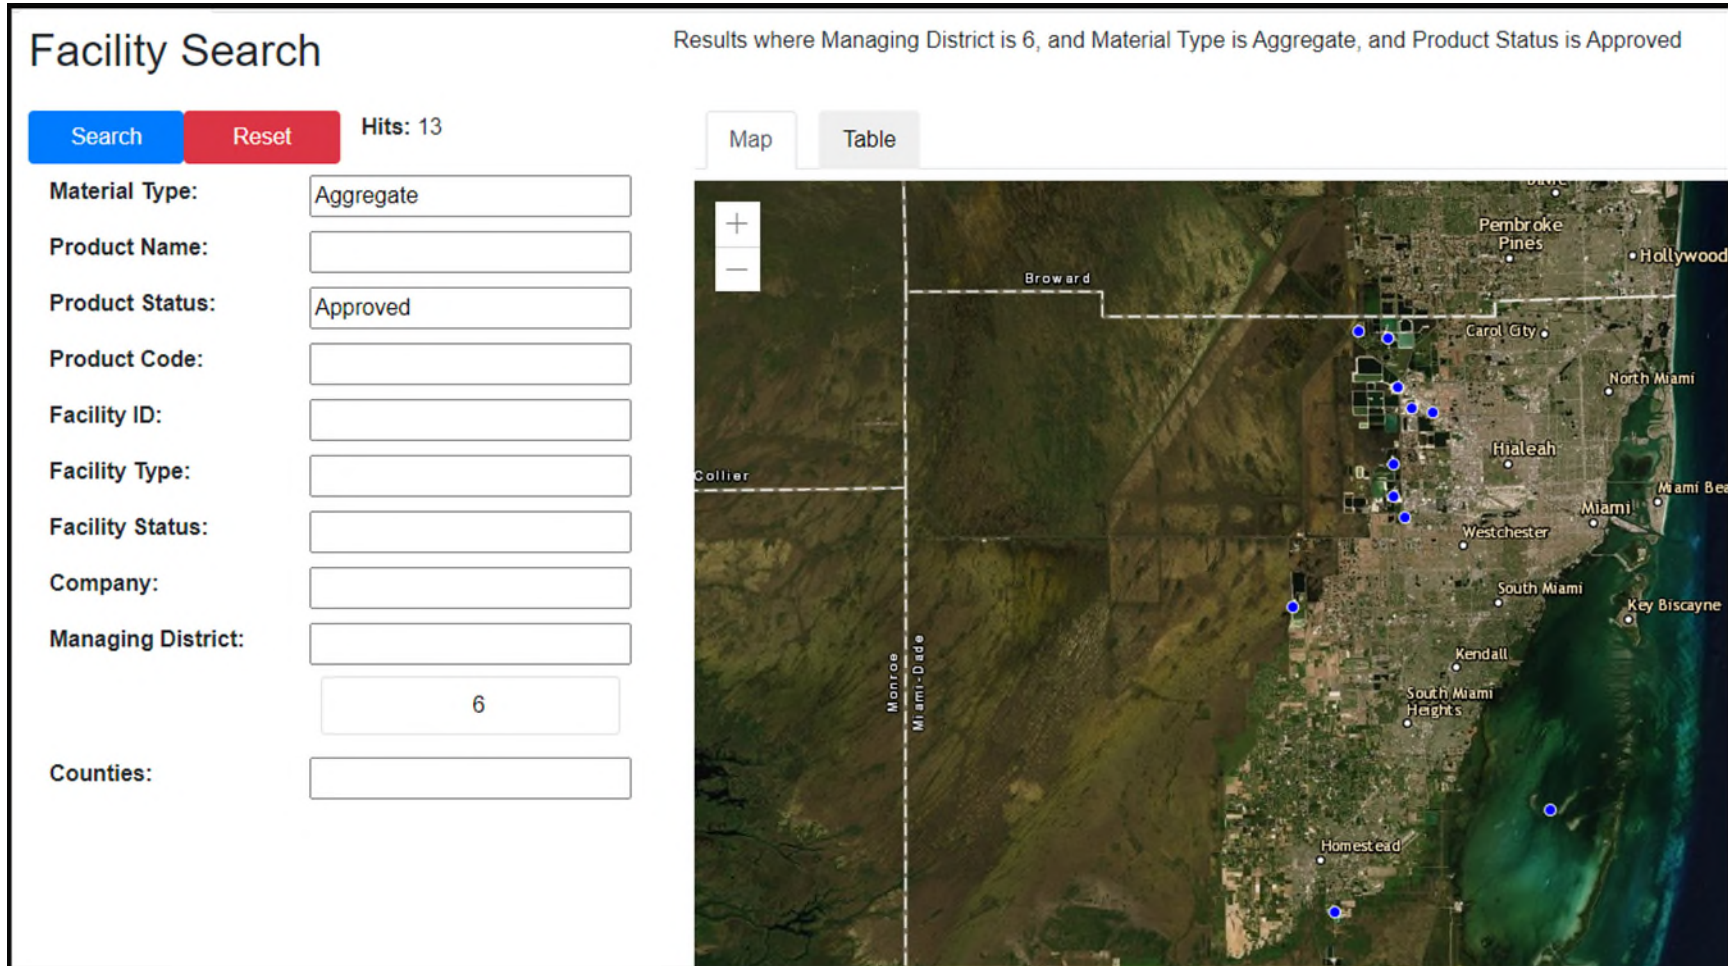 Facility Search
Results where Managing District is 6, and Material Type is Aggregate, and Product Status is Approved
Search
Reset
Hits: 13
Map
Table
Material Type:
Aggregate
Product Name:
Product Status:
Approved
Product Code:
Facility ID:
Facility Type:
Facility Status:
Company:
Managing District:
6
Counties:
+
−
Pembroke
Pines
Hollywood
Broward
Carol City
North Miami
Hialeah
Collier
Miami
Westchester
South Miami
Key Biscayne
Monroe
Miami-Dade
Kendall
South Miami
Heights
Homestead